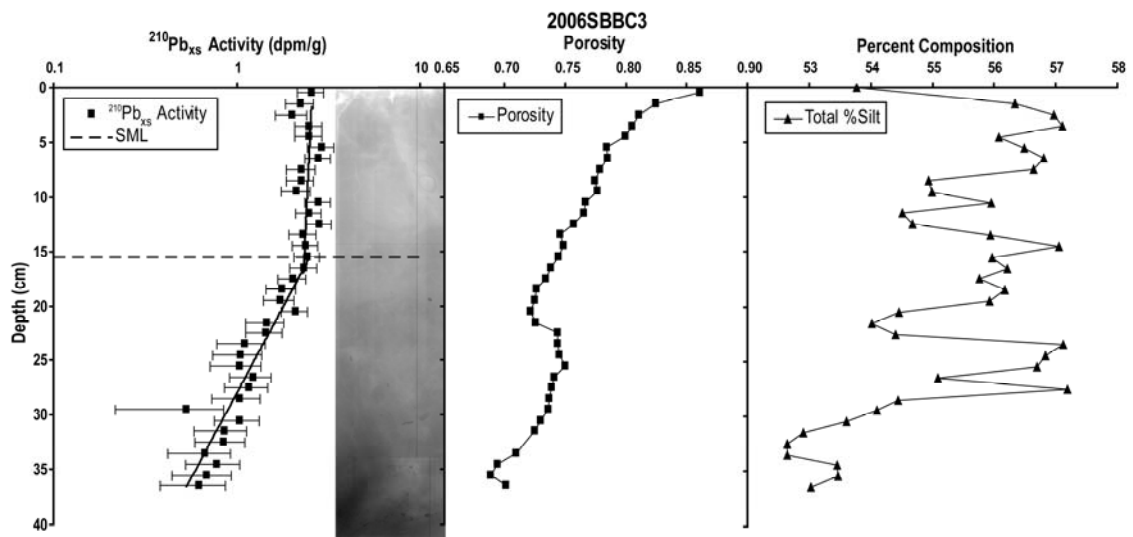 2006SBBC3
210Pbxs Activity (dpm/g)
Porosity
Percent Composition
0.1 1 10 0.65 0.70 0.75 0.80 0.85 0.90 53 54 55 56 57 58
0
210Pbxs Activity
SML
Porosity
Total %Silt
5
10
15
20
25
30
35
40
Depth (cm)